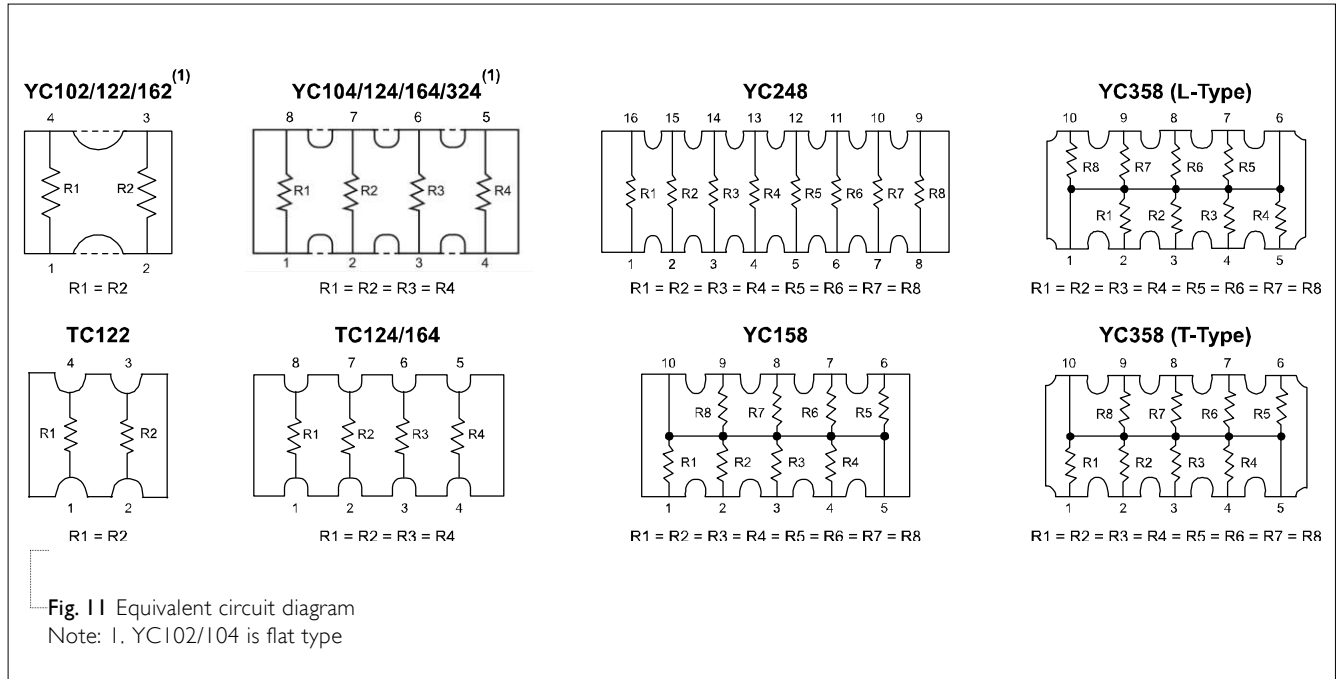 YC102/122/162(1)
4 3
R1 R2
1 2
R1 = R2
YC104/124/164/324(1)
8 7 6 5
R1 R2 R3 R4
1 2 3 4
R1 = R2 = R3 = R4
YC248
16 15 14 13 12 11 10 9
R1 R2 R3 R4 R5 R6 R7 R8
1 2 3 4 5 6 7 8
R1 = R2 = R3 = R4 = R5 = R6 = R7 = R8
YC358 (L-Type)
10 9 8 7 6
R8 R7 R6 R5
R1 R2 R3 R4
1 2 3 4 5
R1 = R2 = R3 = R4 = R5 = R6 = R7 = R8
TC122
4 3
R1 R2
1 2
R1 = R2
TC124/164
8 7 6 5
R1 R2 R3 R4
1 2 3 4
R1 = R2 = R3 = R4
YC158
10 9 8 7 6
R8 R7 R6 R5
R1 R2 R3 R4
1 2 3 4 5
R1 = R2 = R3 = R4 = R5 = R6 = R7 = R8
YC358 (T-Type)
10 9 8 7 6
R8 R7 R6 R5
R1 R2 R3 R4
1 2 3 4 5
R1 = R2 = R3 = R4 = R5 = R6 = R7 = R8
Fig. 11 Equivalent circuit diagram
Note: 1. YC102/104 is flat type